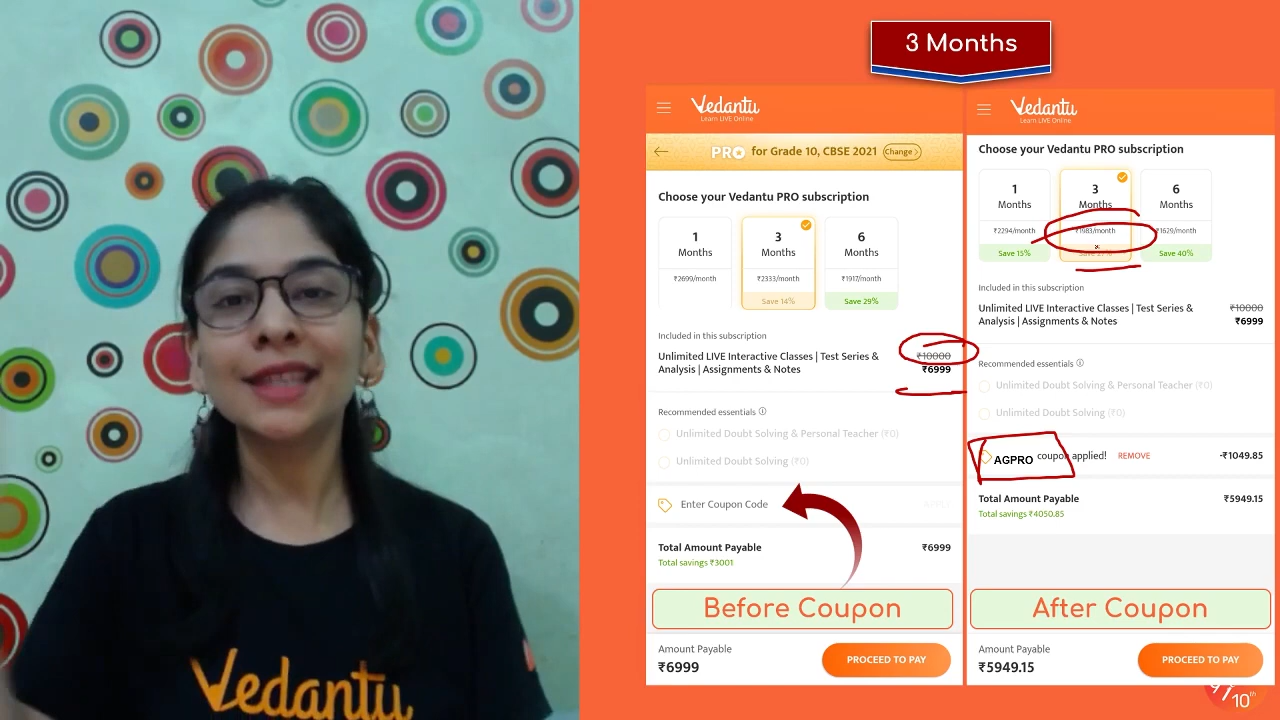 3 Months
Vedantu
Learn LIVE Online
PRO for Grade 10, CBSE 2021 Change >
Choose your Vedantu PRO subscription
1 Months
₹2699/month
3 Months
₹2333/month
Save 14%
6 Months
₹1917/month
Save 29%
Included in this subscription
Unlimited LIVE Interactive Classes | Test Series & ₹10000
Analysis | Assignments & Notes ₹6999
Recommended essentials
Unlimited Doubt Solving & Personal Teacher (₹0)
Unlimited Doubt Solving (₹0)
Enter Coupon Code
Total Amount Payable ₹6999
Total savings ₹3001
Before Coupon
Amount Payable
₹6999
PROCEED TO PAY
Vedantu
Learn LIVE Online
Choose your Vedantu PRO subscription
1 Months
₹2294/month
Save 15%
3 Months
₹1983/month
6 Months
₹1629/month
Save 40%
Included in this subscription
Unlimited LIVE Interactive Classes | Test Series & ₹10000
Analysis | Assignments & Notes ₹6999
Recommended essentials
Unlimited Doubt Solving & Personal Teacher (₹0)
Unlimited Doubt Solving (₹0)
AGPRO coupon applied! REMOVE -₹1049.85
Total Amount Payable ₹5949.15
Total savings ₹4050.85
After Coupon
Amount Payable
₹5949.15
PROCEED TO PAY
10th
Vedantu